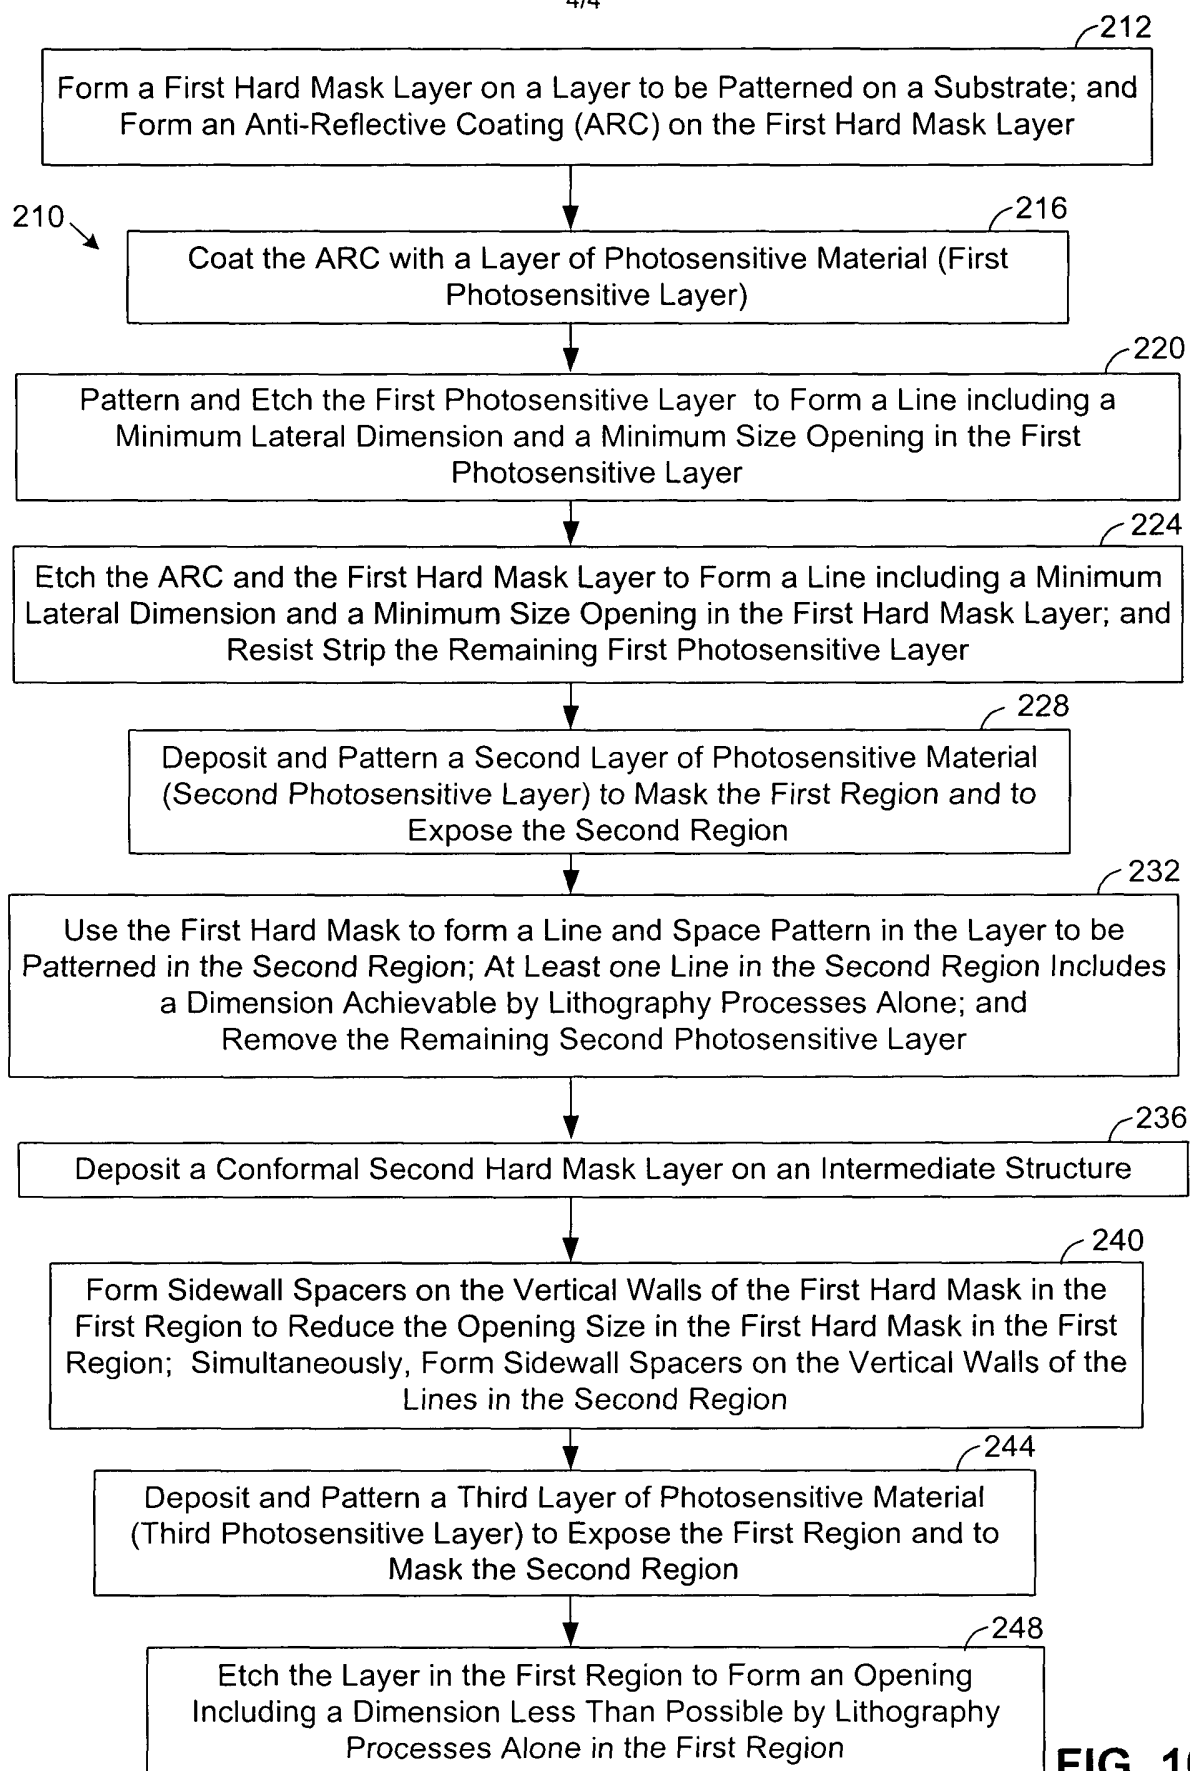 4/4
212
Form a First Hard Mask Layer on a Layer to be Patterned on a Substrate; and
Form an Anti-Reflective Coating (ARC) on the First Hard Mask Layer
210
216
Coat the ARC with a Layer of Photosensitive Material (First
Photosensitive Layer)
220
Pattern and Etch the First Photosensitive Layer to Form a Line including a
Minimum Lateral Dimension and a Minimum Size Opening in the First
Photosensitive Layer
224
Etch the ARC and the First Hard Mask Layer to Form a Line including a Minimum
Lateral Dimension and a Minimum Size Opening in the First Hard Mask Layer; and
Resist Strip the Remaining First Photosensitive Layer
228
Deposit and Pattern a Second Layer of Photosensitive Material
(Second Photosensitive Layer) to Mask the First Region and to
Expose the Second Region
232
Use the First Hard Mask to form a Line and Space Pattern in the Layer to be
Patterned in the Second Region; At Least one Line in the Second Region Includes
a Dimension Achievable by Lithography Processes Alone; and
Remove the Remaining Second Photosensitive Layer
236
Deposit a Conformal Second Hard Mask Layer on an Intermediate Structure
240
Form Sidewall Spacers on the Vertical Walls of the First Hard Mask in the
First Region to Reduce the Opening Size in the First Hard Mask in the First
Region; Simultaneously, Form Sidewall Spacers on the Vertical Walls of the
Lines in the Second Region
244
Deposit and Pattern a Third Layer of Photosensitive Material
(Third Photosensitive Layer) to Expose the First Region and to
Mask the Second Region
248
Etch the Layer in the First Region to Form an Opening
Including a Dimension Less Than Possible by Lithography
Processes Alone in the First Region
FIG.